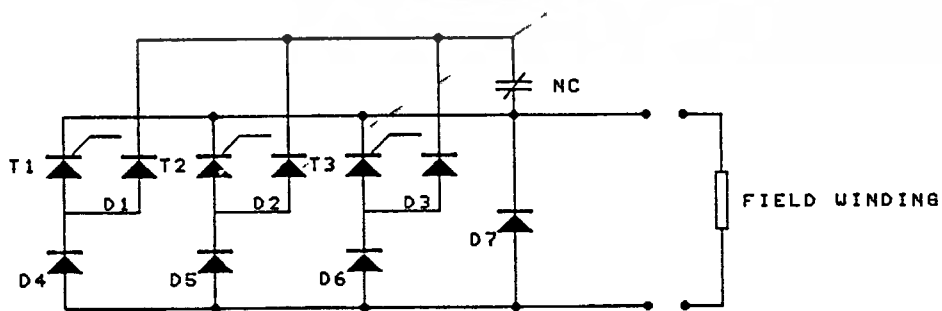 NC
T1 T2 T3
D1 D2 D3
FIELD WINDING
D7
D4 D5 D6